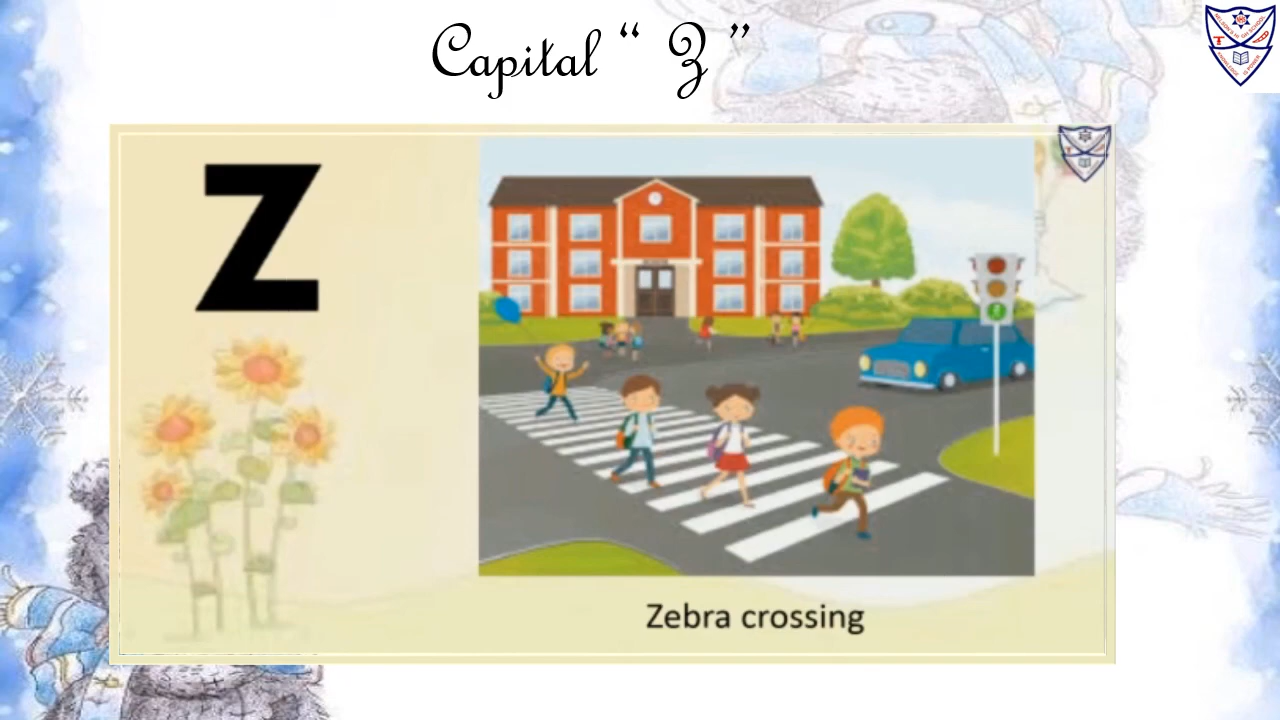 Capital “ Z ”
Z
Zebra crossing